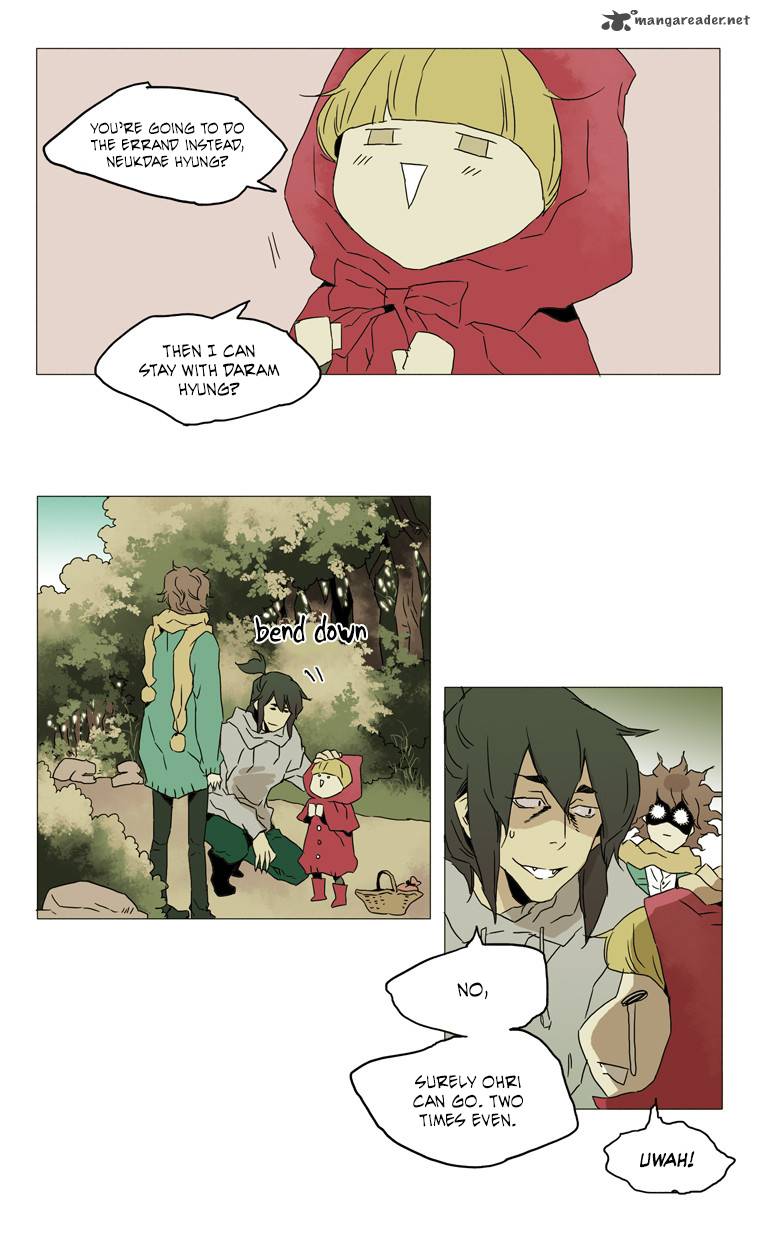 mangareader.net
YOU'RE GOING TO DO
THE ERRAND INSTEAD,
NEUKDAE HYUNG?
THEN I CAN
STAY WITH DARAM
HYUNG?
bend down
NO,
SURELY OHRI
CAN GO. TWO
TIMES EVEN.
UWAH!